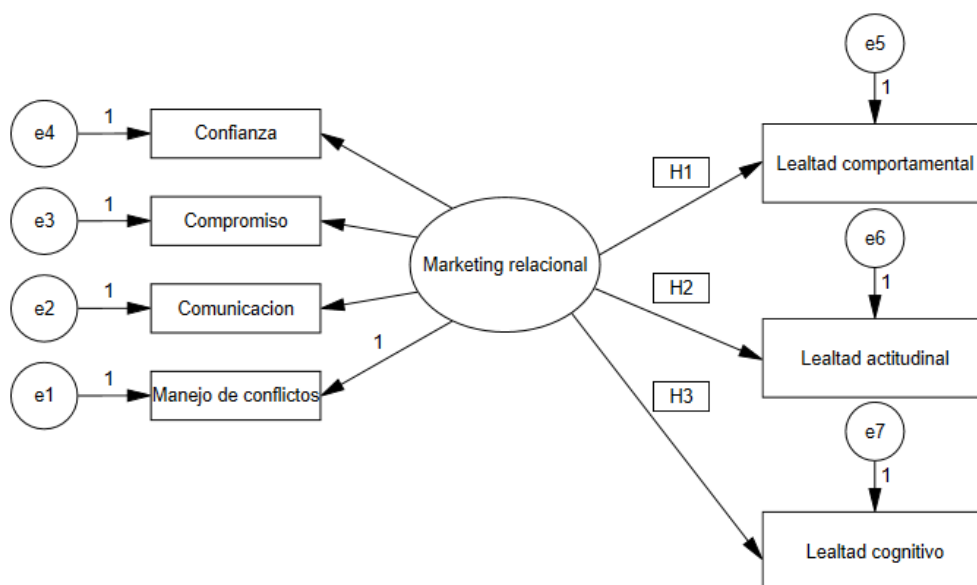 e5
1
e4
1
Confianza
H1
Lealtad comportamental
e3
1
Compromiso
Marketing relacional
e6
1
H2
e2
1
Comunicacion
1
Lealtad actitudinal
e1
1
Manejo de conflictos
H3
e7
1
Lealtad cognitivo